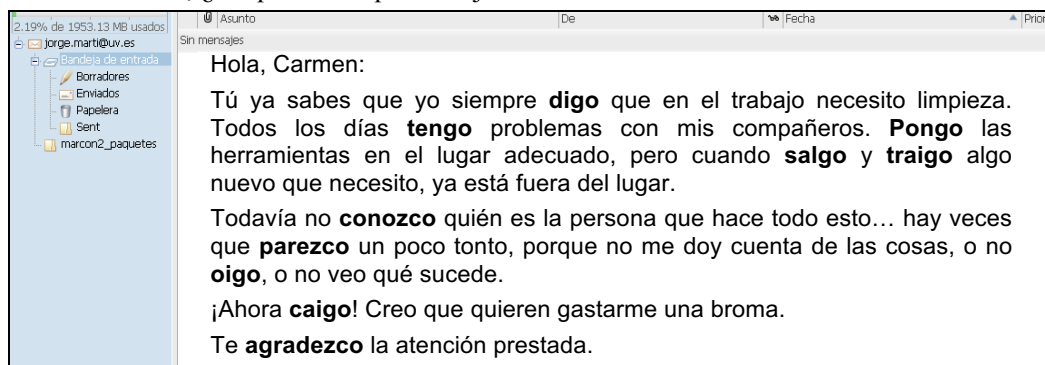 2.19% de 1953.13 MB usados
Asunto De Fecha Prior
jorge.marti@uv.es
Sin mensajes
Bandeja de entrada
Borradores
Enviados
Papelera
Sent
marcon2_paquetes
Hola, Carmen:
Tú ya sabes que yo siempre digo que en el trabajo necesito limpieza.
Todos los días tengo problemas con mis compañeros. Pongo las
herramientas en el lugar adecuado, pero cuando salgo y traigo algo
nuevo que necesito, ya está fuera del lugar.
Todavía no conozco quién es la persona que hace todo esto… hay veces
que parezco un poco tonto, porque no me doy cuenta de las cosas, o no
oigo, o no veo qué sucede.
¡Ahora caigo! Creo que quieren gastarme una broma.
Te agradezco la atención prestada.